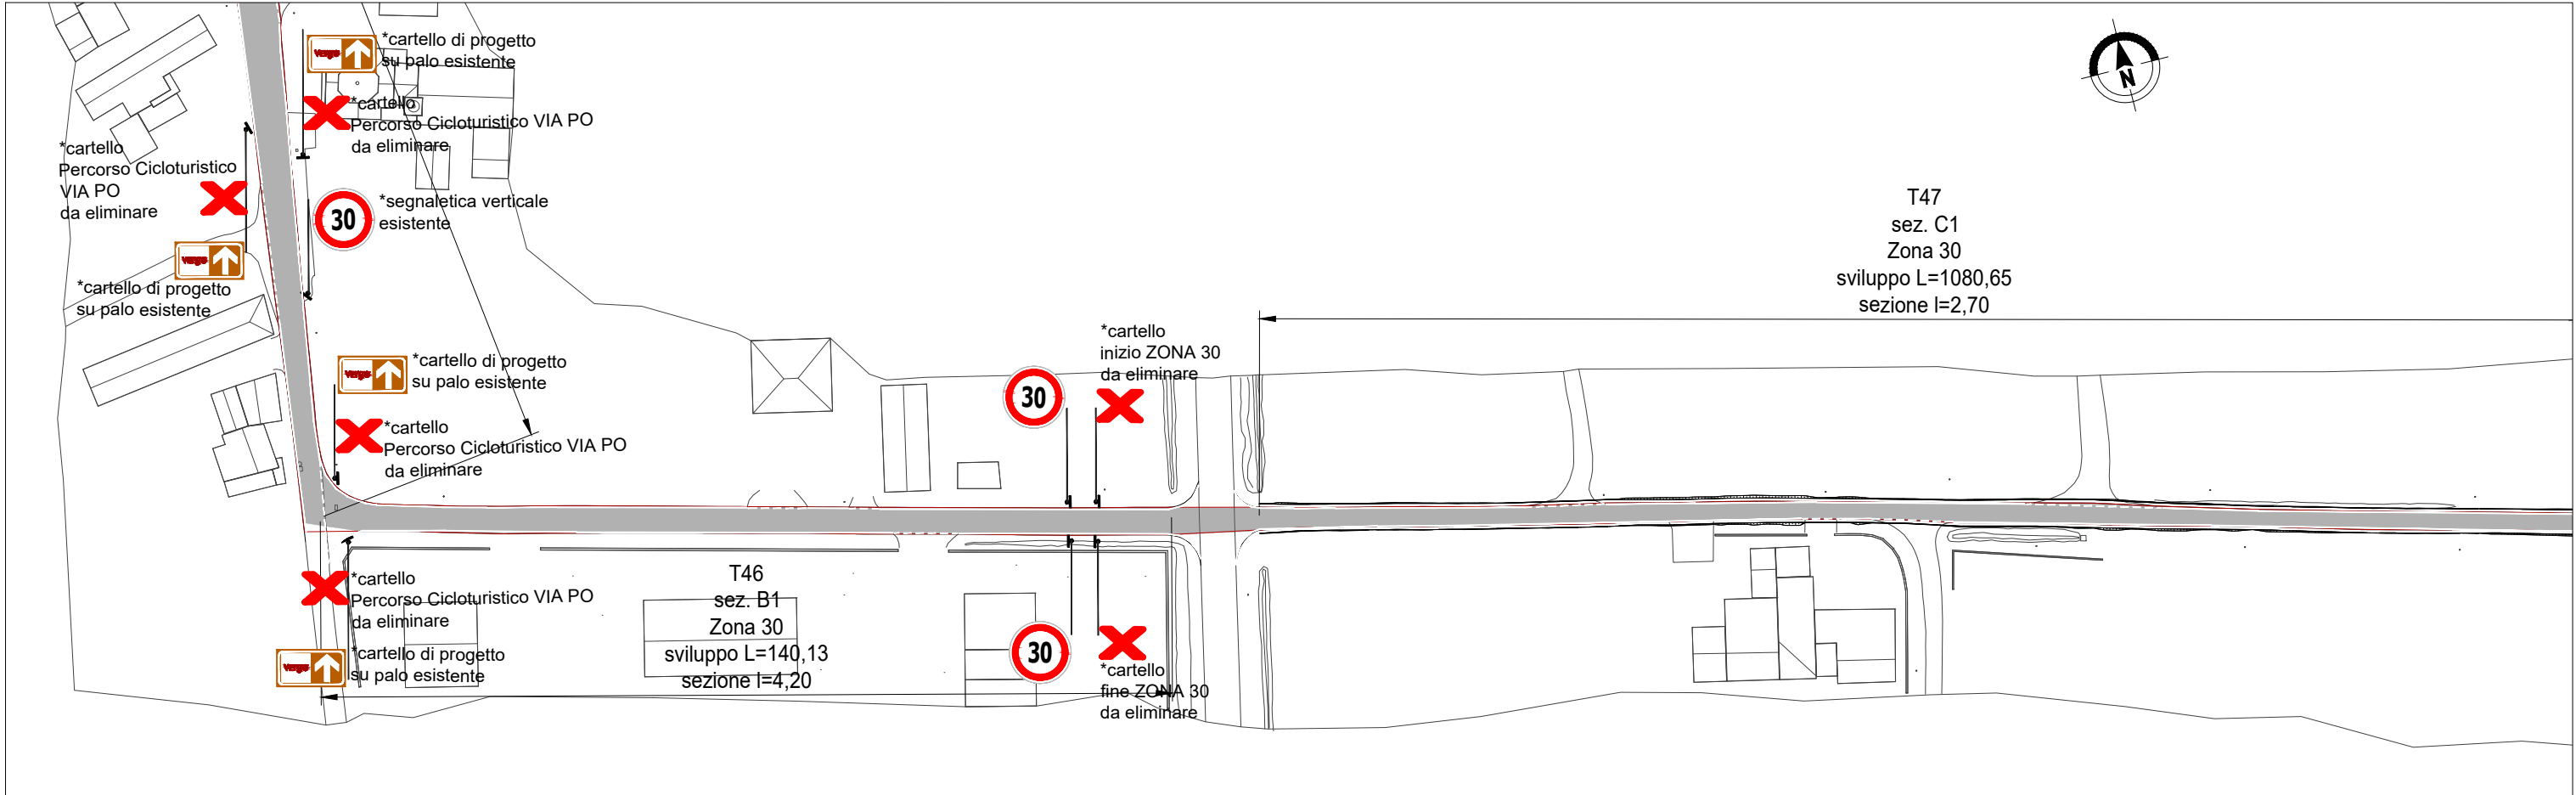 *cartello di progetto
su palo esistente
*cartello
Percorso Cicloturistico VIA PO
da eliminare
*cartello
Percorso Cicloturistico
VIA PO
da eliminare
30
*segnaletica verticale
esistente
*cartello di progetto
su palo esistente
*cartello di progetto
su palo esistente
*cartello
Percorso Cicloturistico VIA PO
da eliminare
*cartello
Percorso Cicloturistico VIA PO
da eliminare
*cartello di progetto
su palo esistente
T46
sez. B1
Zona 30
sviluppo L=140,13
sezione l=4,20
30
*cartello
inizio ZONA 30
da eliminare
30
*cartello
fine ZONA 30
da eliminare
T47
sez. C1
Zona 30
sviluppo L=1080,65
sezione l=2,70
N